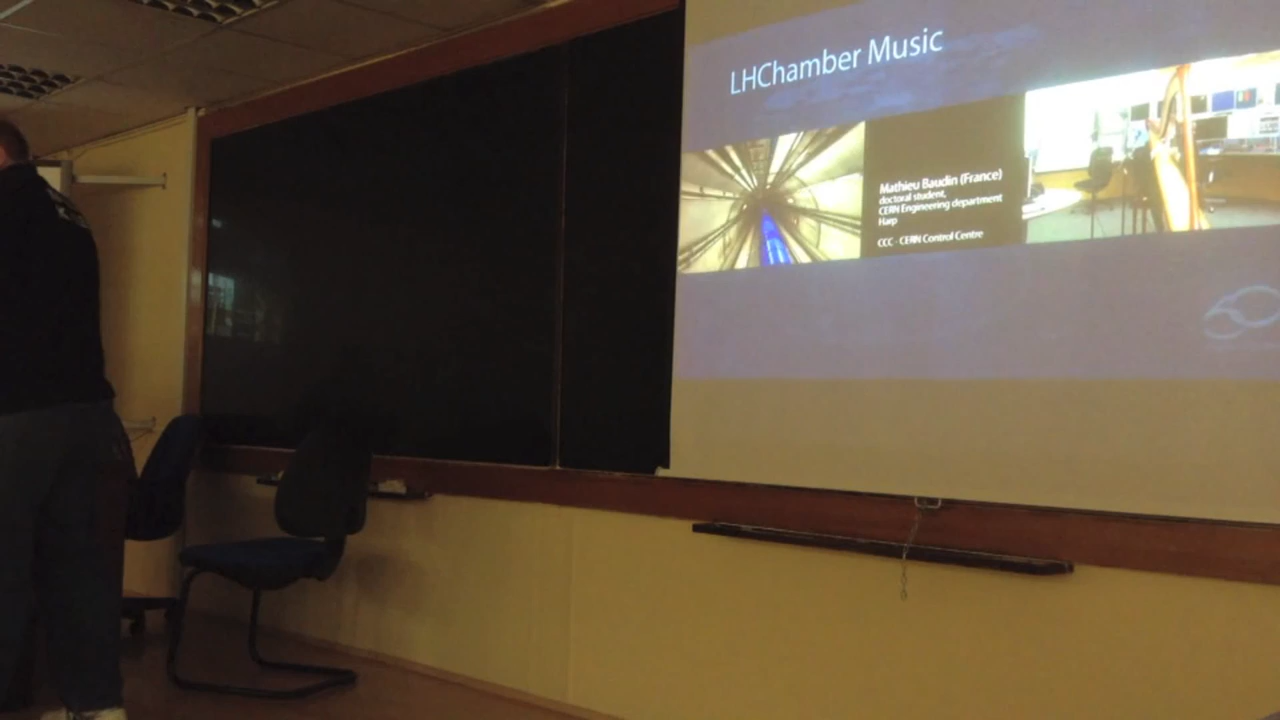 LHChamber Music
Mathieu Baudin (France)
doctoral student,
CERN Engineering department
Harp
CCC - CERN Control Centre